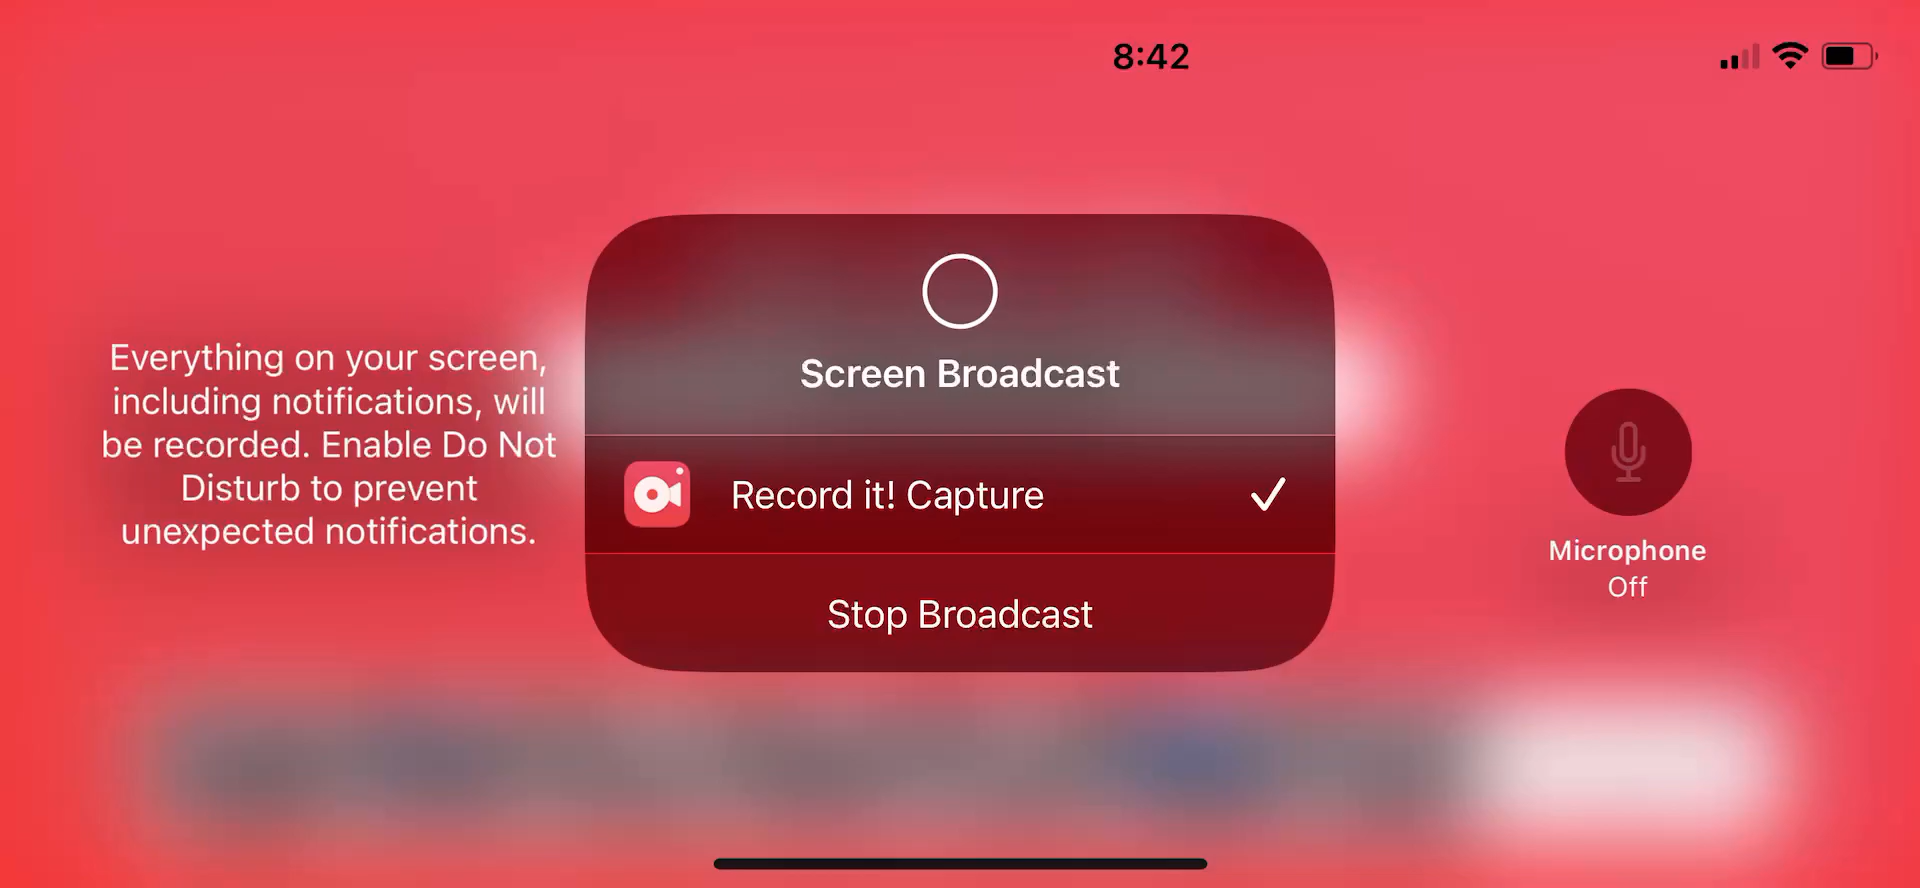 8:42
Everything on your screen,
including notifications, will
be recorded. Enable Do Not
Disturb to prevent
unexpected notifications.
Screen Broadcast
Record it! Capture
Stop Broadcast
Microphone
Off